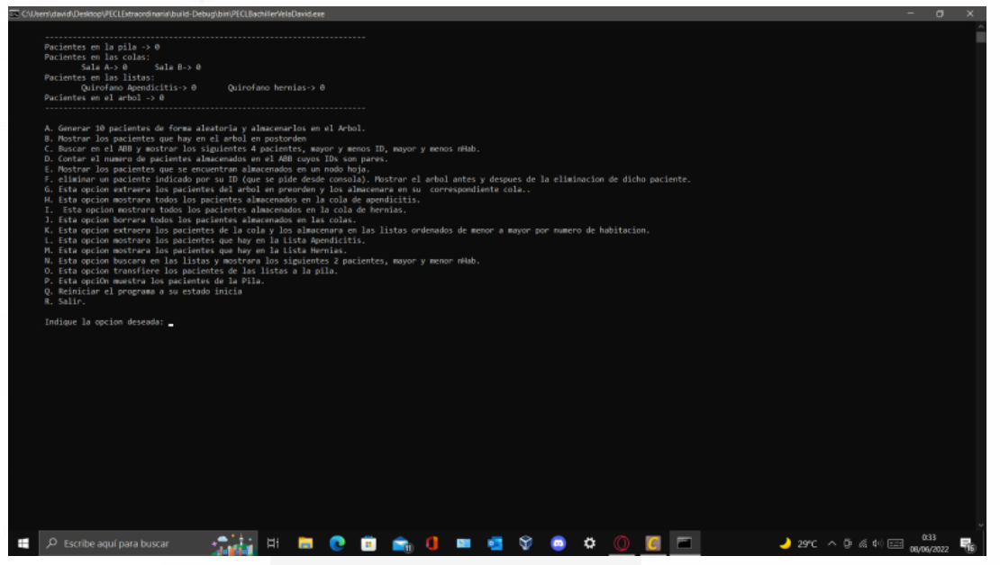 C:\Users\david\Desktop\PECLExtraordinaria\build-Debug\bin\PECLBachillerVelaDavid.exe
----------------------------------------------------------------------
Pacientes en la pila -> 0
Pacientes en las colas:
Sala A-> 0 Sala B-> 0
Pacientes en las listas:
Quirofano Apendicitis-> 0 Quirofano hernias-> 0
Pacientes en el arbol -> 0
----------------------------------------------------------------------
A. Generar 10 pacientes de forma aleatoria y almacenarlos en el Arbol.
B. Mostrar los pacientes que hay en el arbol en postorden
C. Buscar en el ABB y mostrar los siguientes 4 pacientes, mayor y menos ID, mayor y menos nHab.
D. Contar el numero de pacientes almacenados en el ABB cuyos IDs son pares.
E. Mostrar los pacientes que se encuentran almacenados en un nodo hoja.
F. eliminar un paciente indicado por su ID (que se pide desde consola). Mostrar el arbol antes y despues de la eliminacion de dicho paciente.
G. Esta opcion extraera los pacientes del arbol en preorden y los almacenara en su correspondiente cola..
H. Esta opcion mostrara todos los pacientes almacenados en la cola de apendicitis.
I. Esta opcion mostrara todos los pacientes almacenados en la cola de hernias.
J. Esta opcion borrara todos los pacientes almacenados en las colas.
K. Esta opcion extraera los pacientes de la cola y los almacenara en las listas ordenados de menor a mayor por numero de habitacion.
L. Esta opcion mostrara los pacientes que hay en la Lista Apendicitis.
M. Esta opcion mostrara los pacientes que hay en la Lista Hernias.
N. Esta opcion buscara en las listas y mostrara los siguientes 2 pacientes, mayor y menor nHab.
O. Esta opcion transfiere los pacientes de las listas a la pila.
P. Esta opciOn muestra los pacientes de la Pila.
Q. Reiniciar el programa a su estado inicia
R. Salir.
Indique la opcion deseada:
Escribe aquí para buscar
29°C
0:33
08/06/2022